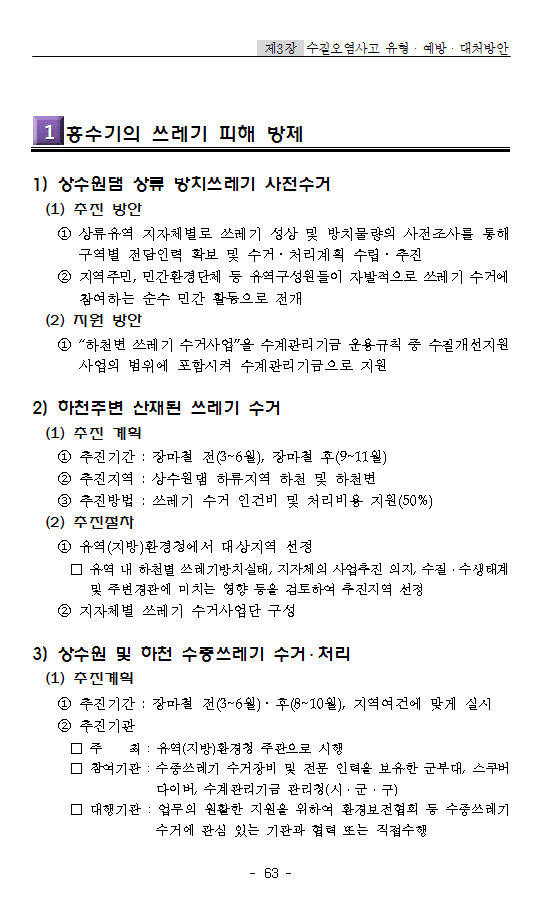 제3장 수질오염사고 유형 · 예방 · 대처방안
1 홍수기의 쓰레기 피해 방제
1) 상수원댐 상류 방치쓰레기 사전수거
(1) 추진 방안
① 상류유역 지자체별로 쓰레기 성상 및 방치물량의 사전조사를 통해
구역별 전담인력 확보 및 수거 · 처리계획 수립 · 추진
② 지역주민, 민간환경단체 등 유역구성원들이 자발적으로 쓰레기 수거에
참여하는 순수 민간 활동으로 전개
(2) 지원 방안
① “하천변 쓰레기 수거사업”을 수계관리기금 운용규칙 중 수질개선지원
사업의 범위에 포함시켜 수계관리기금으로 지원
2) 하천주변 산재된 쓰레기 수거
(1) 추진 계획
① 추진기간 : 장마철 전(3~6월), 장마철 후(9~11월)
② 추진지역 : 상수원댐 하류지역 하천 및 하천변
③ 추진방법 : 쓰레기 수거 인건비 및 처리비용 지원(50%)
(2) 추진절차
① 유역(지방)환경청에서 대상지역 선정
□ 유역 내 하천별 쓰레기방치실태, 지자체의 사업추진 의지, 수질 · 수생태계
및 주변경관에 미치는 영향 등을 검토하여 추진지역 선정
② 지자체별 쓰레기 수거사업단 구성
3) 상수원 및 하천 수중쓰레기 수거 · 처리
(1) 추진계획
① 추진기간 : 장마철 전(3~6월) · 후(8~10월), 지역여건에 맞게 실시
② 추진기관
□ 주 최 : 유역(지방)환경청 주관으로 시행
□ 참여기관 : 수중쓰레기 수거장비 및 전문 인력을 보유한 군부대, 스쿠버
다이버, 수계관리기금 관리청(시 · 군 · 구)
□ 대행기관 : 업무의 원활한 지원을 위하여 환경보전협회 등 수중쓰레기
수거에 관심 있는 기관과 협력 또는 직접수행
- 63 -